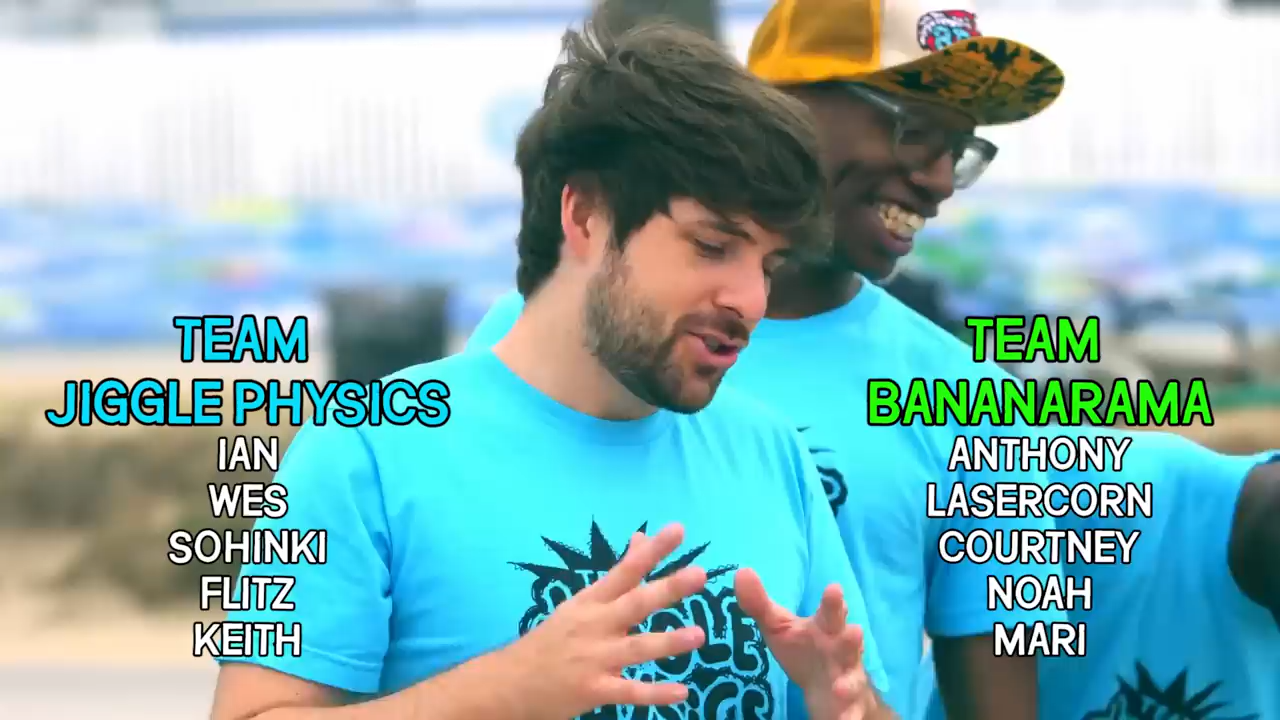 TEAM
JIGGLE PHYSICS
IAN
WES
SOHINKI
FLITZ
KEITH
TEAM
BANANARAMA
ANTHONY
LASERCORN
COURTNEY
NOAH
MARI